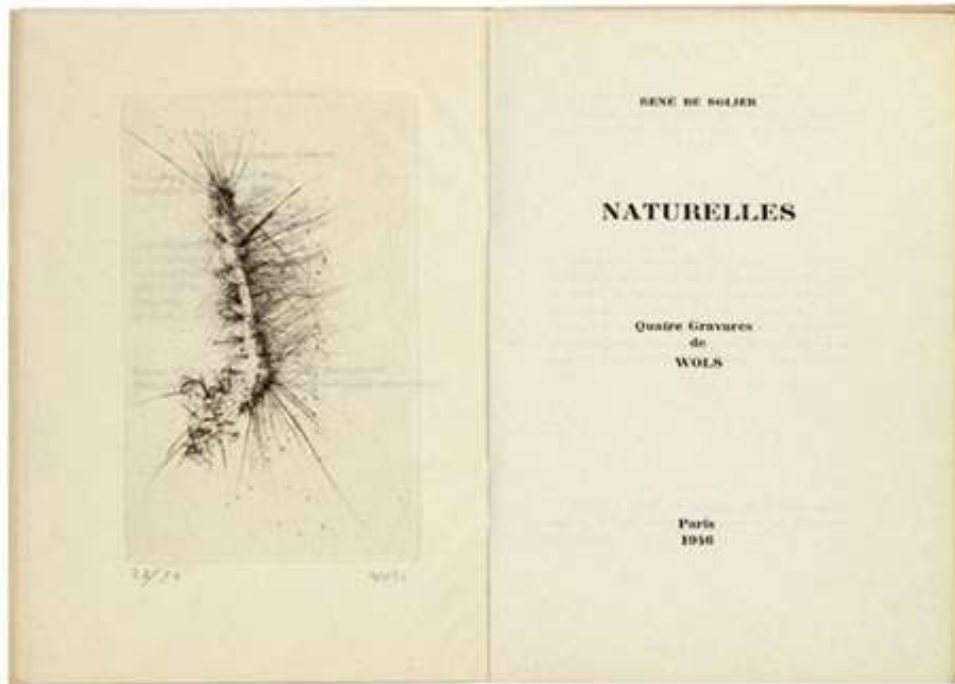 RENÉ DE SOLIER
NATURELLES
Quatre Gravures
de
WOLS
Paris
1946